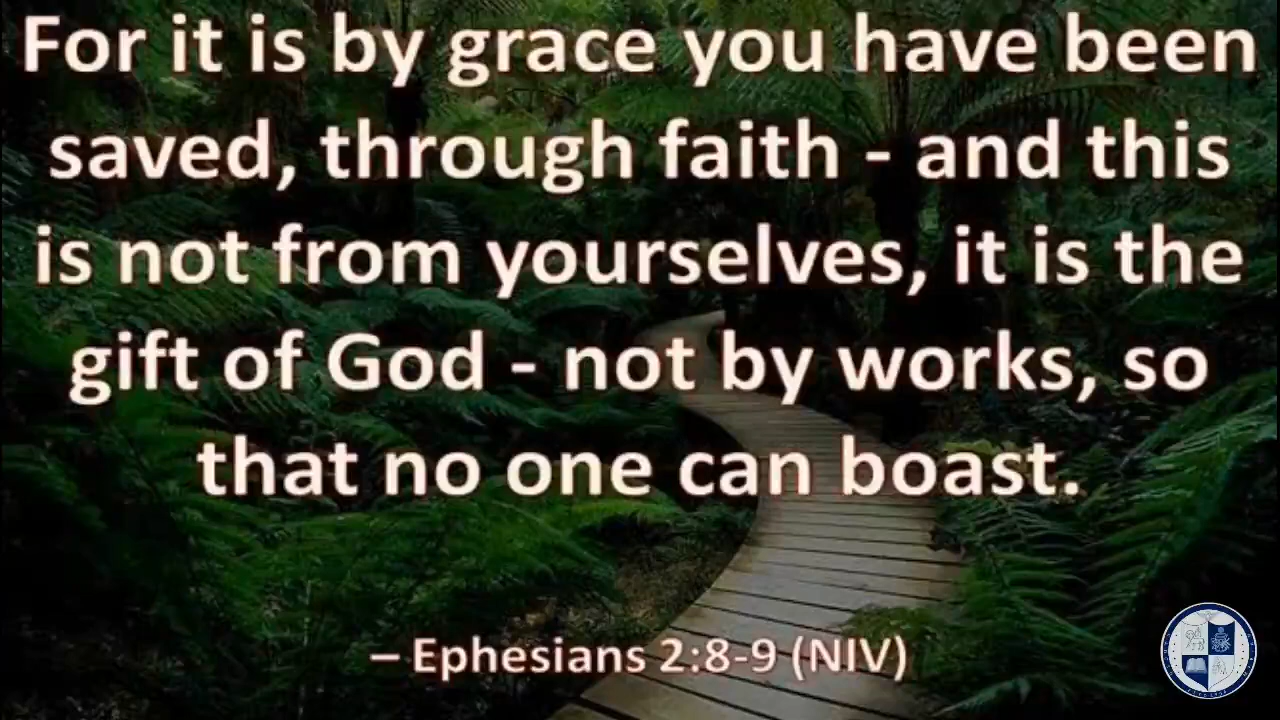 For it is by grace you have been
saved, through faith - and this
is not from yourselves, it is the
gift of God - not by works, so
that no one can boast.
– Ephesians 2:8-9 (NIV)